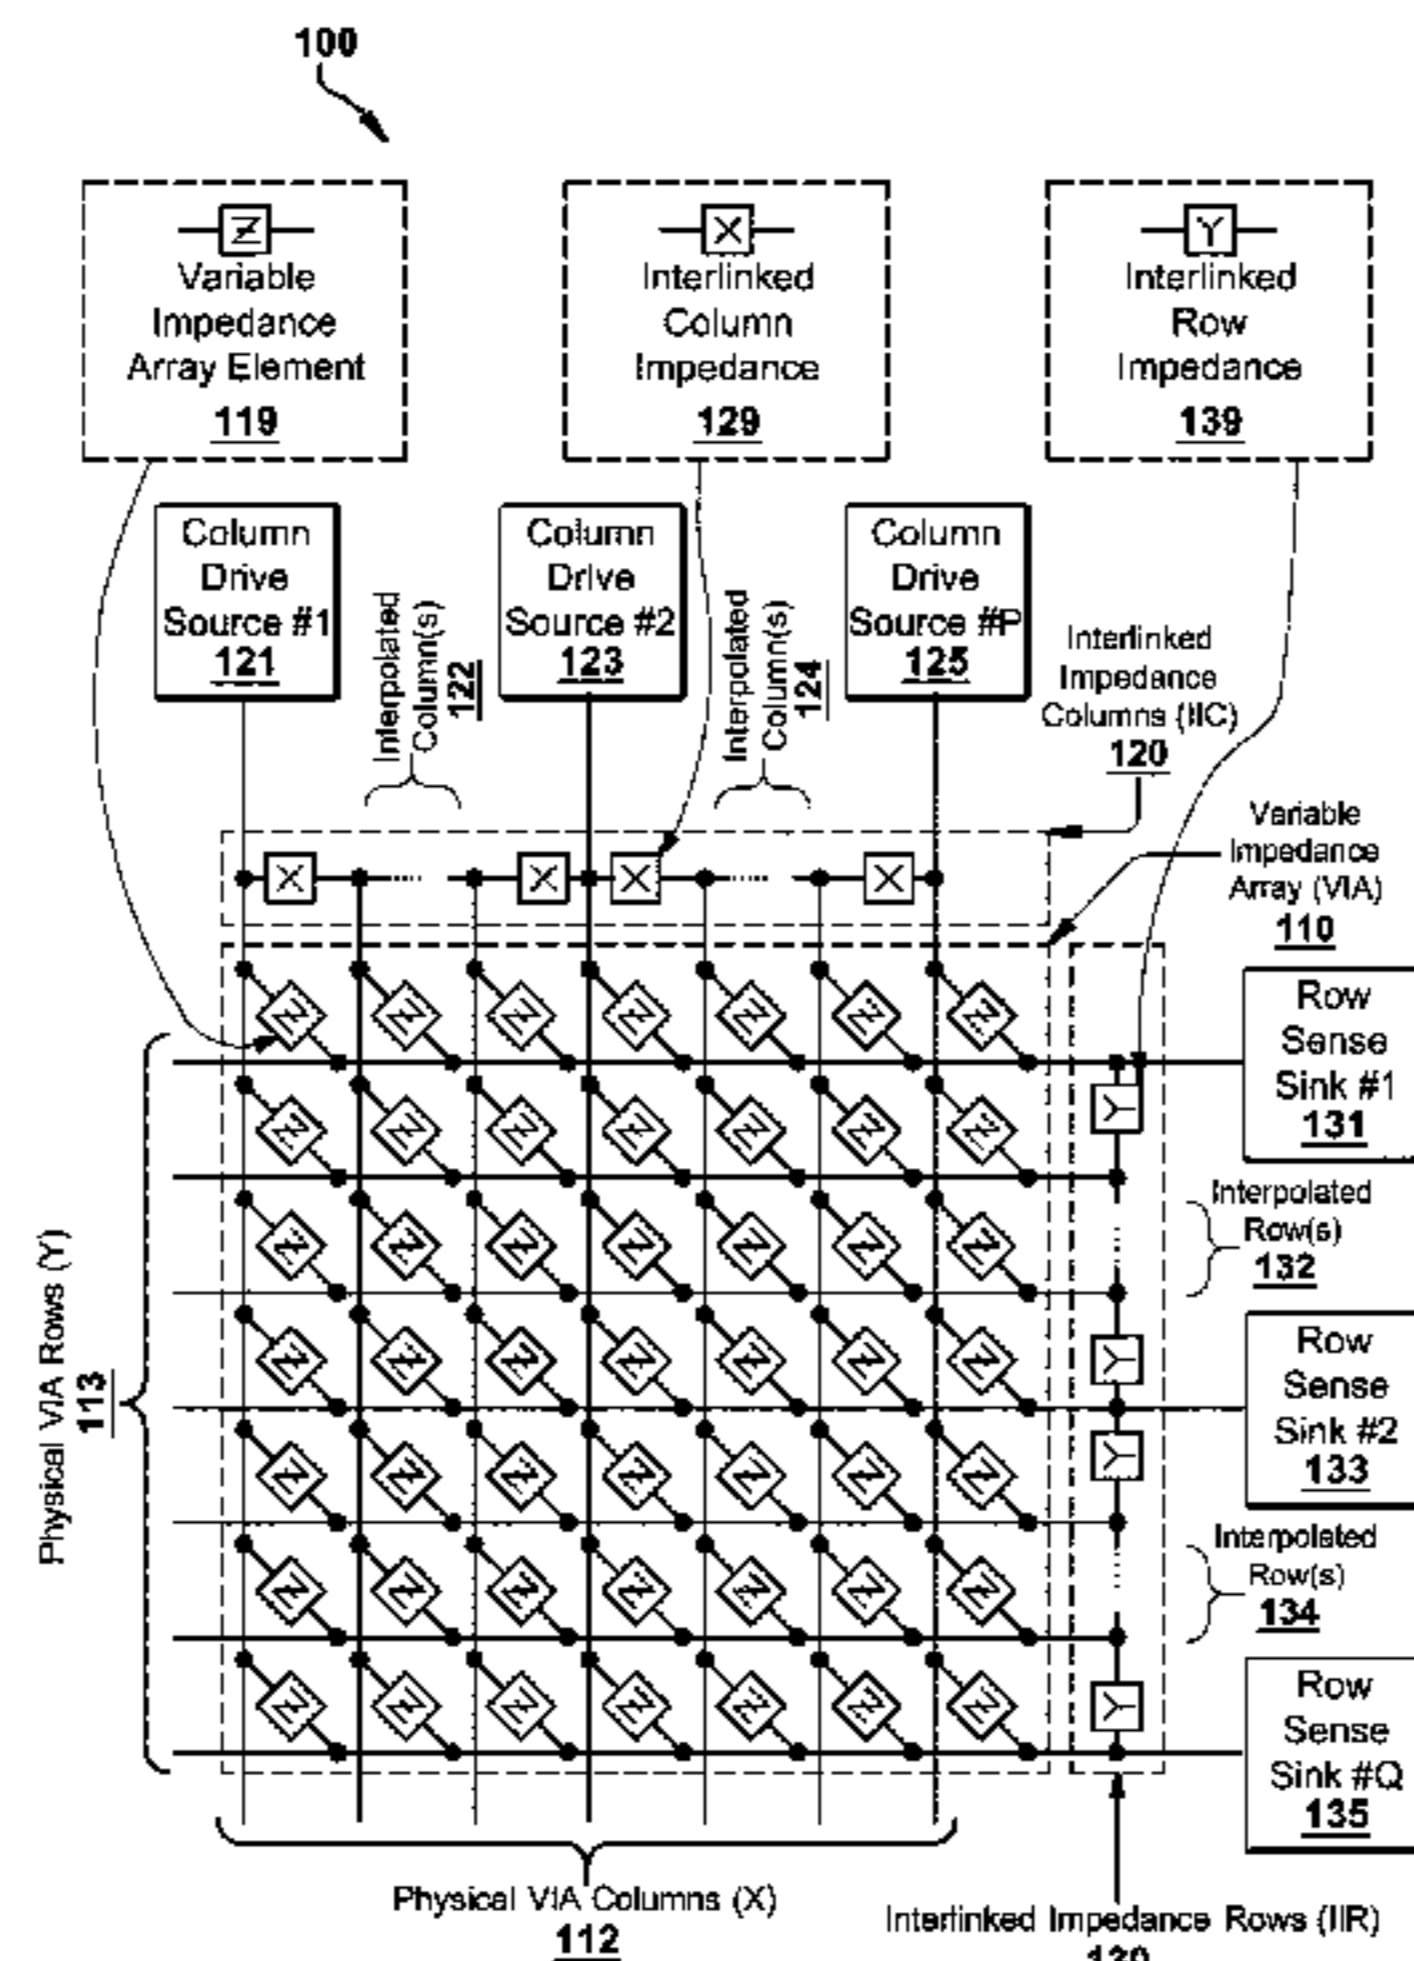 100
Z
Variable
Impedance
Array Element
119
X
Interlinked
Column
Impedance
129
Y
Interlinked
Row
Impedance
139
Column
Drive
Source #1
121
Interpolated
Column(s)
122
Column
Drive
Source #2
123
Interpolated
Column(s)
124
Column
Drive
Source #P
125
Interlinked
Impedance
Columns (IIC)
120
Variable
Impedance
Array (VIA)
110
X X X X
Z Z Z Z Z Z Z
Z Z Z Z Z Z Z
Z Z Z Z Z Z Z
Z Z Z Z Z Z Z
Z Z Z Z Z Z Z
Z Z Z Z Z Z Z
Z Z Z Z Z Z Z
Y
Y
Y
Y
Row
Sense
Sink #1
131
Interpolated
Row(s)
132
Row
Sense
Sink #2
133
Interpolated
Row(s)
134
Row
Sense
Sink #Q
135
Physical VIA Rows (Y)
113
Physical VIA Columns (X)
112
Interlinked Impedance Rows (IIR)
130